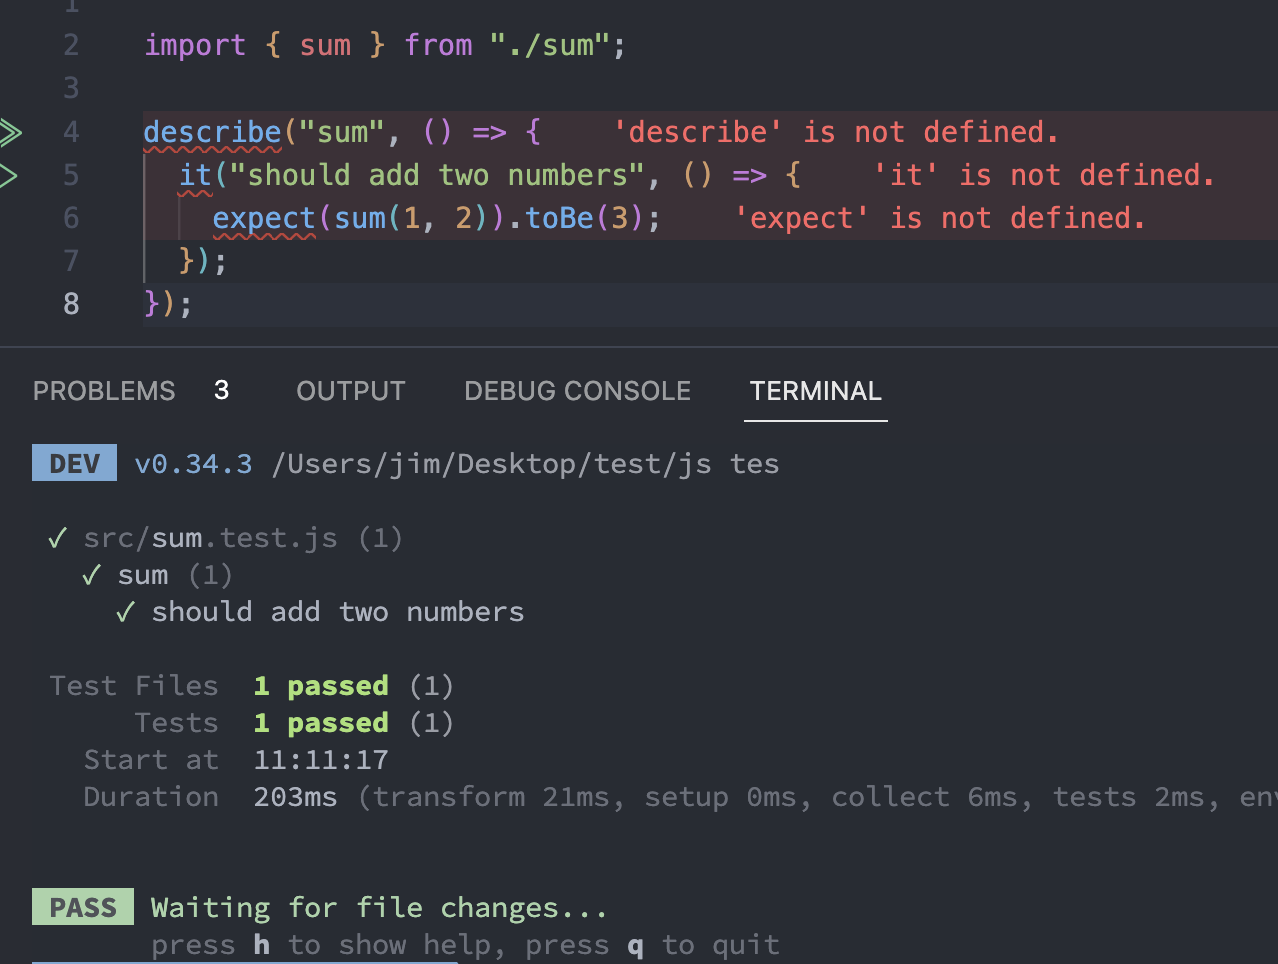 1
2 import { sum } from "./sum";
3
4 describe("sum", () => { 'describe' is not defined.
5 it("should add two numbers", () => { 'it' is not defined.
6 expect(sum(1, 2)).toBe(3); 'expect' is not defined.
7 });
8 });
PROBLEMS 3 OUTPUT DEBUG CONSOLE TERMINAL
DEV v0.34.3 /Users/jim/Desktop/test/js tes
✓ src/sum.test.js (1)
✓ sum (1)
✓ should add two numbers
Test Files 1 passed (1)
Tests 1 passed (1)
Start at 11:11:17
Duration 203ms (transform 21ms, setup 0ms, collect 6ms, tests 2ms,
PASS Waiting for file changes...
press h to show help, press q to quit